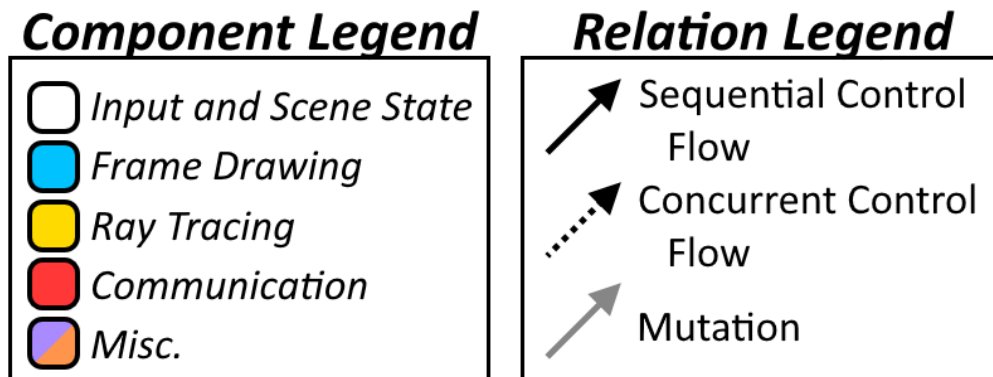 Component Legend
Input and Scene State
Frame Drawing
Ray Tracing
Communication
Misc.
Relation Legend
Sequential Control
Flow
Concurrent Control
Flow
Mutation